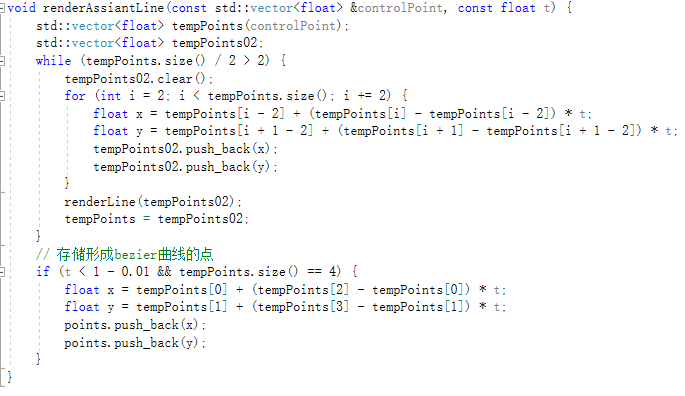 void renderAssiantLine(const std::vector<float> &controlPoint, const float t) {
    std::vector<float> tempPoints(controlPoint);
    std::vector<float> tempPoints02;
    while (tempPoints.size() / 2 > 2) {
        tempPoints02.clear();
        for (int i = 2; i < tempPoints.size(); i += 2) {
            float x = tempPoints[i - 2] + (tempPoints[i] - tempPoints[i - 2]) * t;
            float y = tempPoints[i + 1 - 2] + (tempPoints[i + 1] - tempPoints[i + 1 - 2]) * t;
            tempPoints02.push_back(x);
            tempPoints02.push_back(y);
        }
        renderLine(tempPoints02);
        tempPoints = tempPoints02;
    }
    // 存储形成bezier曲线的点
    if (t < 1 - 0.01 && tempPoints.size() == 4) {
        float x = tempPoints[0] + (tempPoints[2] - tempPoints[0]) * t;
        float y = tempPoints[1] + (tempPoints[3] - tempPoints[1]) * t;
        points.push_back(x);
        points.push_back(y);
    }
}